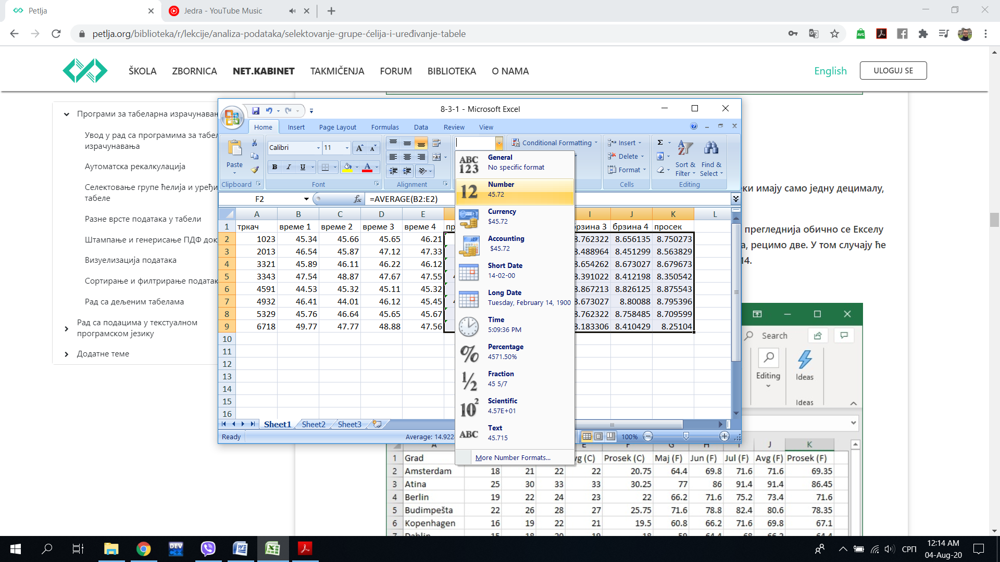 Petlja
Jedra - YouTube Music
petlja.org/biblioteka/r/lekcije/analiza-podataka/selektovanje-grupe-ćelija-i-uređivanje-tabele
ŠKOLA ZBORNICA NET.KABINET TAKMIČENJA FORUM BIBLIOTEKA O NAMA English ULOGUJ SE
Програми за табеларна израчунавањ
Увод у рад са програмима за табел
израчунавања
Аутоматска рекалкулација
Селектовање групе ћелија и уређи
табеле
Разне врсте података у табели
Штампање и генерисање ПДФ док
Визуелизација података
Сортирање и филтрирање податак
Рад са дељеним табелама
Рад са подацима у текстуалном
програмском језику
Додатне теме
8-3-1 - Microsoft Excel
Home Insert Page Layout Formulas Data Review View
Paste
Clipboard
Calibri 11
B I U
Font
Alignment
Conditional Formatting
Insert
Delete
Format
Cells
Sort & Filter
Find & Select
Editing
F2 fx =AVERAGE(B2:E2)
A B C D E I J K L
1 тркач време 1 време 2 време 3 време 4 пр рзина 3 брзина 4 просек
2 1023 45.34 45.66 45.65 46.21 8.762322 8.656135 8.750273
3 2013 46.54 45.87 47.12 47.33 8.488964 8.451299 8.563829
4 3321 45.89 46.11 46.22 46.12 8.654262 8.673027 8.679673
5 3343 47.54 48.87 47.67 47.55 8.391022 8.412198 8.350542
6 4591 44.53 45.32 45.11 45.32 8.867213 8.826125 8.875543
7 4932 46.41 44.01 46.12 45.45 8.673027 8.80088 8.795396
8 5329 45.76 46.64 45.65 45.67 8.762322 8.758485 8.709599
9 6718 49.77 47.77 48.88 47.56 8.183306 8.410429 8.25104
10
11
12
13
14
15
16
Sheet1 Sheet2 Sheet3
Ready Average: 14.922 100%
ABC 123 General
No specific format
12 Number
45.72
Currency
$45.72
Accounting
$45.72
Short Date
14-02-00
Long Date
Tuesday, February 14, 1900
Time
5:09:36 PM
% Percentage
4571.50%
½ Fraction
45 5/7
10² Scientific
4.57E+01
ABC Text
45.715
More Number Formats...
ки имају само једну децималу,
прегледнија обично се Екселу
а, рецимо две. У том случају ће
14.
Search
Editing
Ideas
Ideas
A E F G H I J K
1 Grad vg (C) Prosek (C) Maj (F) Jun (F) Jul (F) Avg (F) Prosek (F)
2 Amsterdam 18 21 22 22 20.75 64.4 69.8 71.6 71.6 69.35
3 Atina 25 30 33 33 30.25 77 86 91.4 91.4 86.45
4 Berlin 19 22 24 23 22 66.2 71.6 75.2 73.4 71.6
5 Budimpešta 22 26 28 27 25.75 71.6 78.8 82.4 80.6 78.35
6 Kopenhagen 16 19 22 21 19.5 60.8 66.2 71.6 69.8 67.1
7 Dablin 15 18 20 19 18 59 64.4 68 66.2 64.4
DEV
СРП
12:14 AM
04-Aug-20